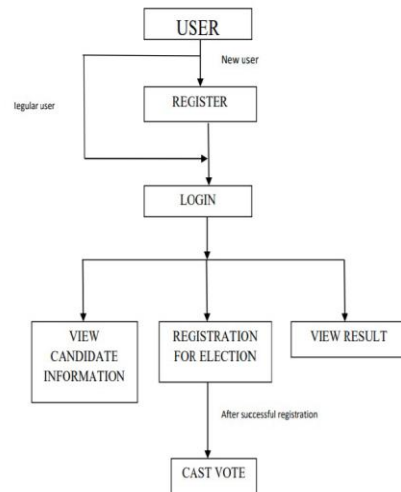 USER
New user
REGISTER
legular user
LOGIN
VIEW
CANDIDATE
INFORMATION
REGISTRATION
FOR ELECTION
VIEW RESULT
After successful registration
CAST VOTE